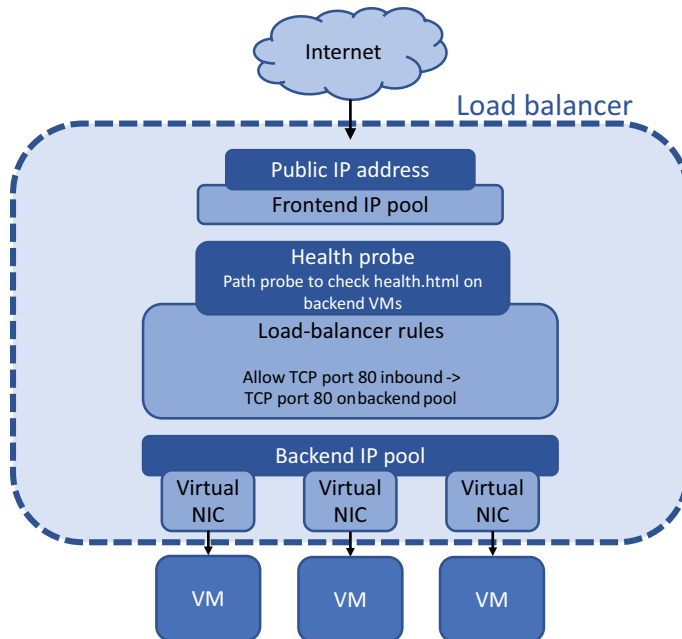 Internet
Load balancer
Public IP address
Frontend IP pool
Health probe
Path probe to check health.html on
backend VMs
Load-balancer rules
Allow TCP port 80 inbound ->
TCP port 80 on backend pool
Backend IP pool
Virtual
NIC
Virtual
NIC
Virtual
NIC
VM
VM
VM